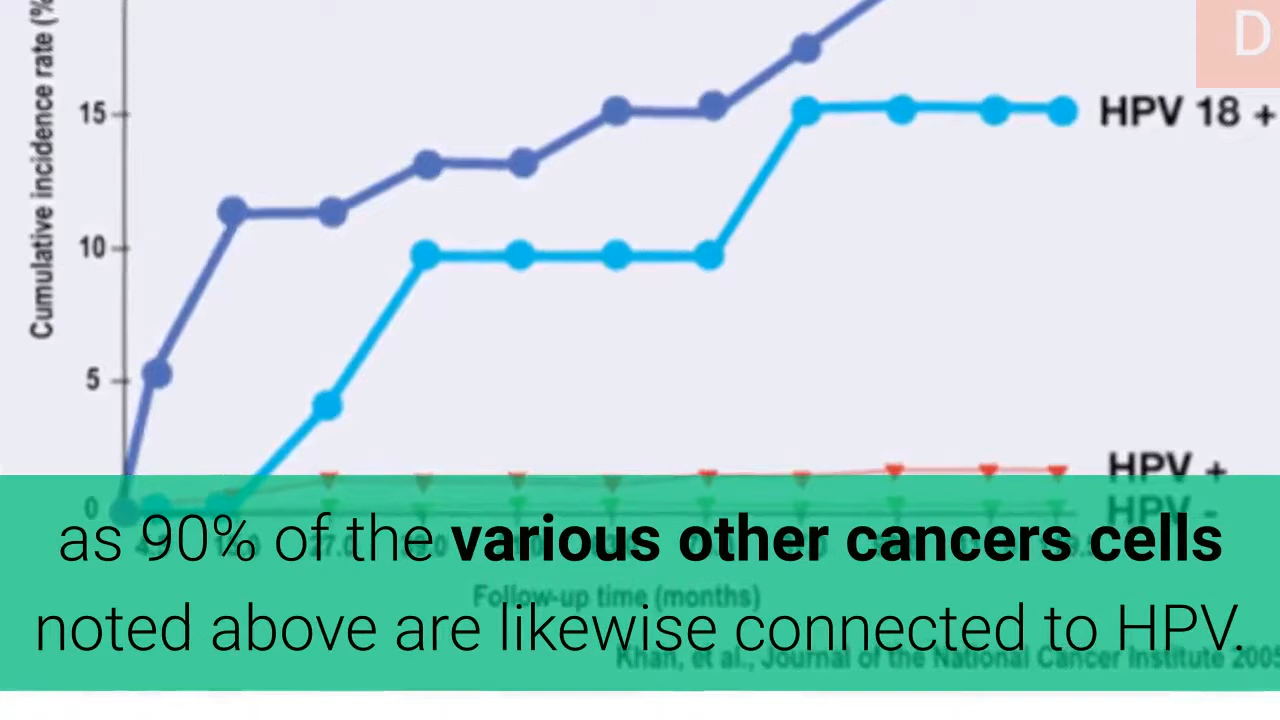 D
Cumulative incidence rate (%
15
HPV 18 +
10
5
HPV +
HPV -
0
as 90% of the various other cancers cells
Follow-up time (months)
noted above are likewise connected to HPV.
Khan, et al., Journal of the National Cancer Institute 2005